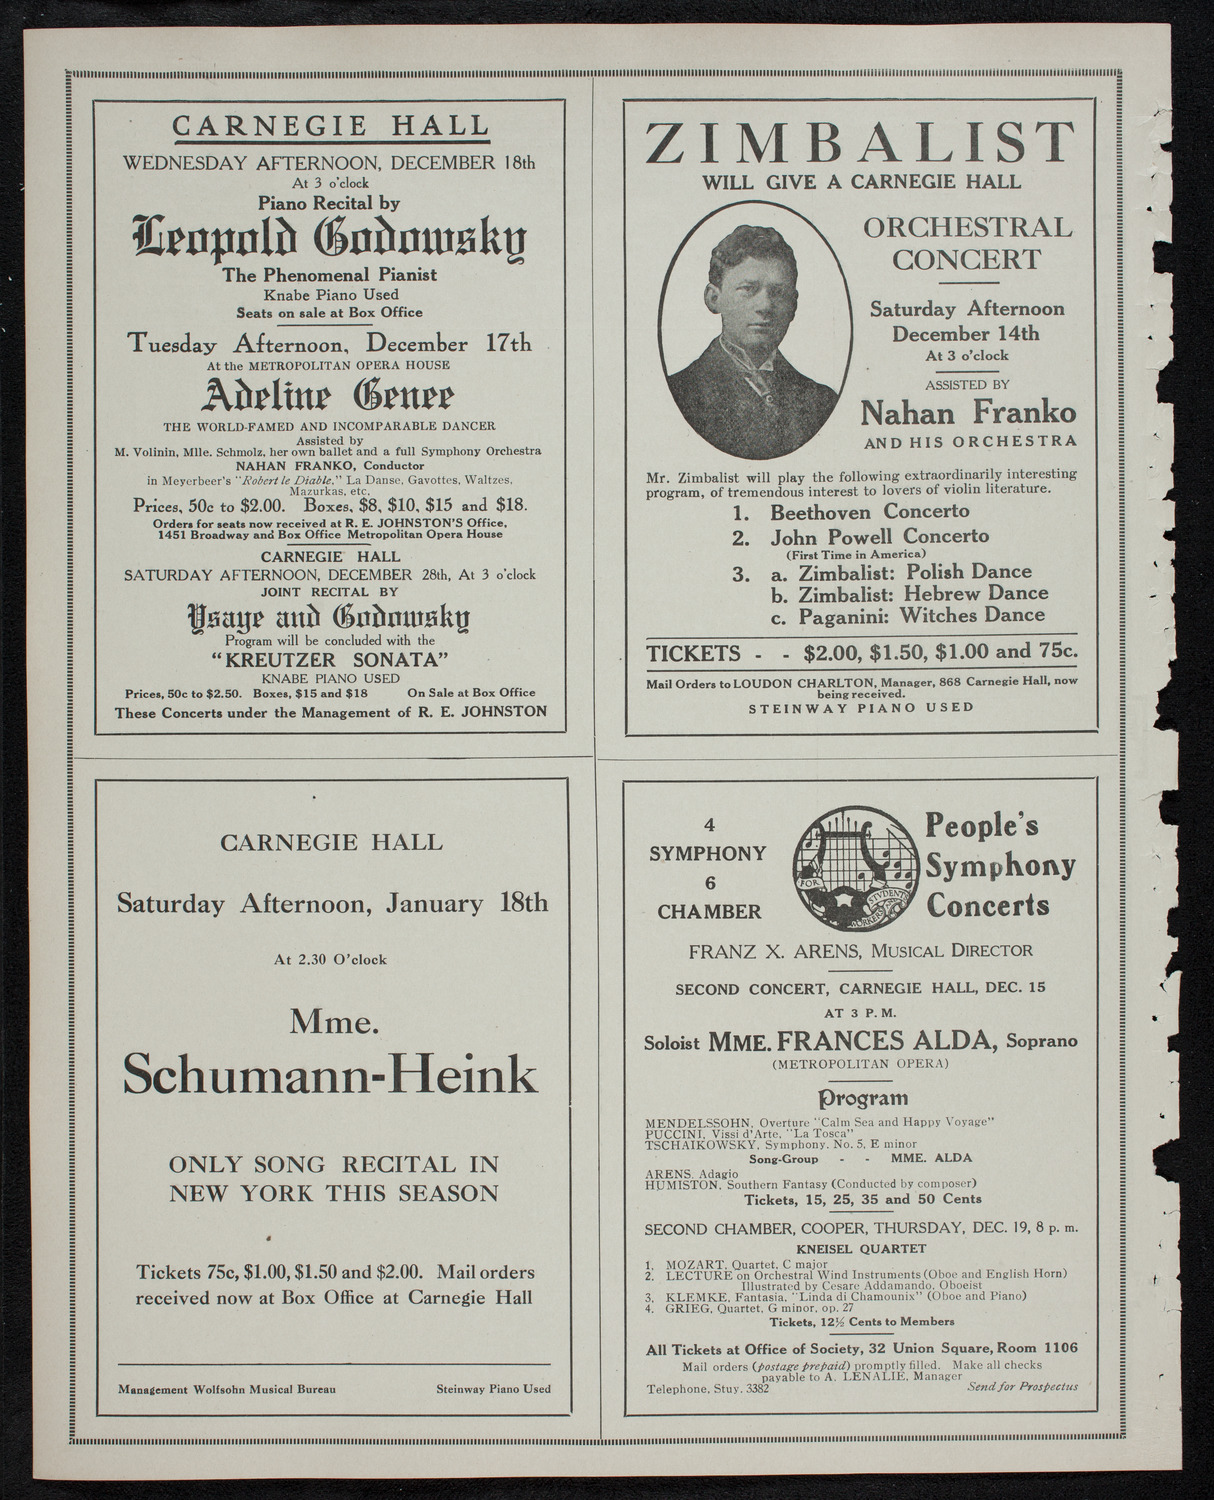 CARNEGIE HALL
WEDNESDAY AFTERNOON, DECEMBER 18th
At 3 o'clock
Piano Recital by
Leopold Godowsky
The Phenomenal Pianist
Knabe Piano Used
Seats on sale at Box Office
Tuesday Afternoon, December 17th
At the METROPOLITAN OPERA HOUSE
Adeline Genee
THE WORLD-FAMED AND INCOMPARABLE DANCER
Assisted by
M. Volinin, Mlle. Schmolz, her own ballet and a full Symphony Orchestra
NAHAN FRANKO, Conductor
in Meyerbeer's "Robert le Diable," La Danse, Gavottes, Waltzes,
Mazurkas, etc.
Prices, 50c to $2.00. Boxes, $8, $10, $15 and $18.
Orders for seats now received at R. E. JOHNSTON'S Office,
1451 Broadway and Box Office Metropolitan Opera House
CARNEGIE HALL
SATURDAY AFTERNOON, DECEMBER 28th, At 3 o'clock
JOINT RECITAL BY
Ysaye and Godowsky
Program will be concluded with the
"KREUTZER SONATA"
KNABE PIANO USED
Prices, 50c to $2.50. Boxes, $15 and $18 On Sale at Box Office
These Concerts under the Management of R. E. JOHNSTON
ZIMBALIST
WILL GIVE A CARNEGIE HALL
ORCHESTRAL
CONCERT
Saturday Afternoon
December 14th
At 3 o'clock
ASSISTED BY
Nahan Franko
AND HIS ORCHESTRA
Mr. Zimbalist will play the following extraordinarily interesting
program, of tremendous interest to lovers of violin literature.
1. Beethoven Concerto
2. John Powell Concerto
(First Time in America)
3. a. Zimbalist: Polish Dance
b. Zimbalist: Hebrew Dance
c. Paganini: Witches Dance
TICKETS - - $2.00, $1.50, $1.00 and 75c.
Mail Orders to LOUDON CHARLTON, Manager, 868 Carnegie Hall, now
being received.
STEINWAY PIANO USED
CARNEGIE HALL
Saturday Afternoon, January 18th
At 2.30 O'clock
Mme.
Schumann-Heink
ONLY SONG RECITAL IN
NEW YORK THIS SEASON
Tickets 75c, $1.00, $1.50 and $2.00. Mail orders
received now at Box Office at Carnegie Hall
Management Wolfsohn Musical Bureau Steinway Piano Used
4
SYMPHONY
6
CHAMBER
FOR
STUDENTS
WORKERS
People's
Symphony
Concerts
FRANZ X. ARENS, MUSICAL DIRECTOR
SECOND CONCERT, CARNEGIE HALL, DEC. 15
AT 3 P. M.
Soloist MME. FRANCES ALDA, Soprano
(METROPOLITAN OPERA)
Program
MENDELSSOHN, Overture "Calm Sea and Happy Voyage"
PUCCINI, Vissi d'Arte, "La Tosca"
TSCHAIKOWSKY, Symphony, No. 5, E minor
Song-Group - - MME. ALDA
ARENS, Adagio
HUMISTON, Southern Fantasy (Conducted by composer)
Tickets, 15, 25, 35 and 50 Cents
SECOND CHAMBER, COOPER, THURSDAY, DEC. 19, 8 p. m.
KNEISEL QUARTET
1. MOZART, Quartet, C major
2. LECTURE on Orchestral Wind Instruments (Oboe and English Horn)
Illustrated by Cesare Addamando, Oboeist
3, KLEMKE, Fantasia, "Linda di Chamounix" (Oboe and Piano)
4. GRIEG, Quartet, G minor, op. 27
Tickets, 12½ Cents to Members
All Tickets at Office of Society, 32 Union Square, Room 1106
Mail orders (postage prepaid) promptly filled. Make all checks
payable to A. LENALIE, Manager
Telephone, Stuy. 3382 Send for Prospectus